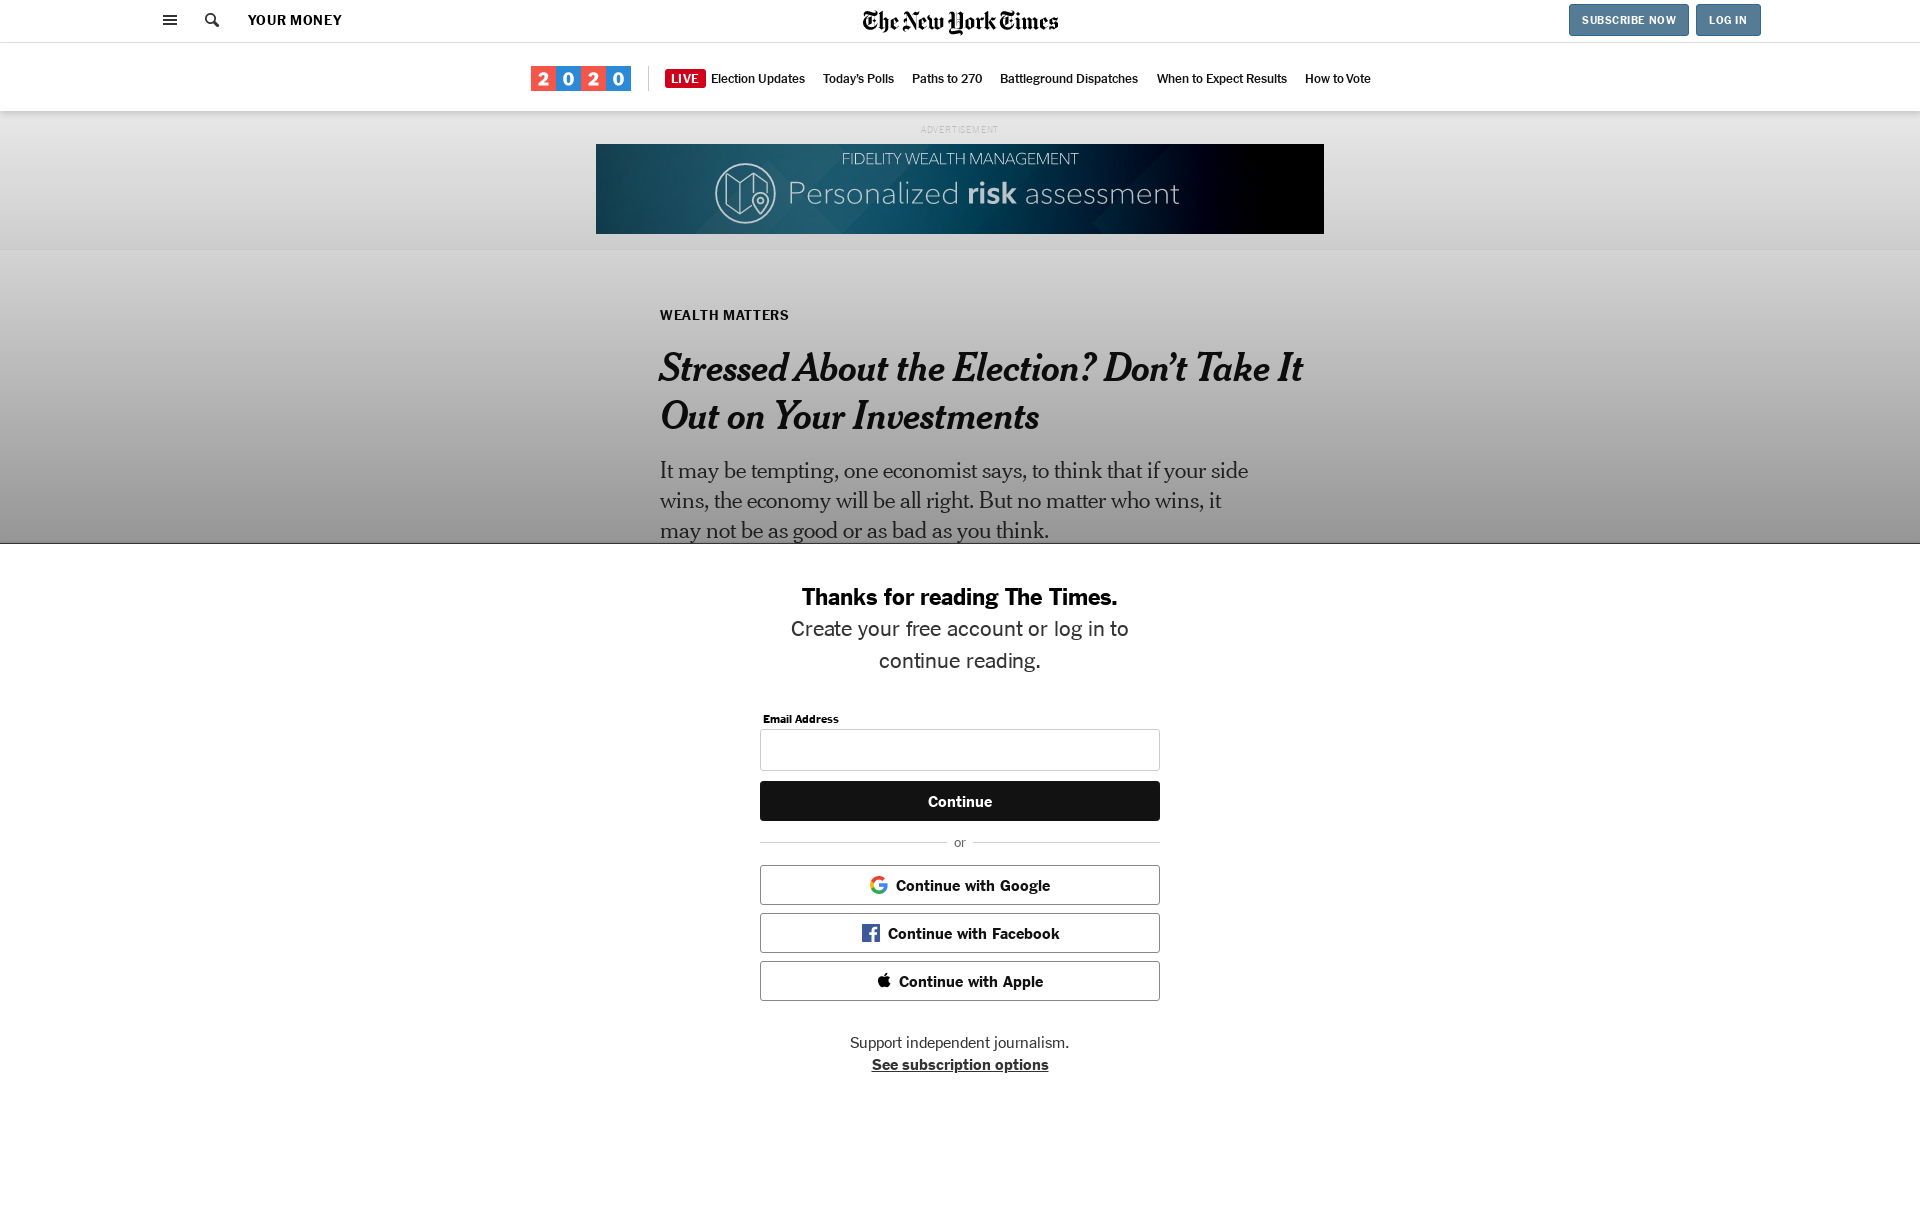 YOUR MONEY
The New York Times
SUBSCRIBE NOW
LOG IN
2020
LIVE Election Updates Today’s Polls Paths to 270 Battleground Dispatches When to Expect Results How to Vote
ADVERTISEMENT
FIDELITY WEALTH MANAGEMENT
Personalized risk assessment
WEALTH MATTERS
Stressed About the Election? Don’t Take It
Out on Your Investments
It may be tempting, one economist says, to think that if your side
wins, the economy will be all right. But no matter who wins, it
may not be as good or as bad as you think.
Thanks for reading The Times.
Create your free account or log in to
continue reading.
Email Address
Continue
or
Continue with Google
Continue with Facebook
Continue with Apple
Support independent journalism.
See subscription options